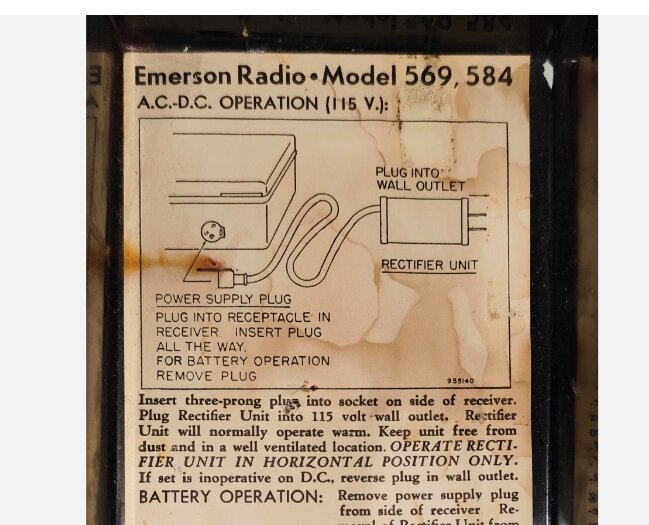 Emerson Radio • Model 569, 584
A.C.-D.C. OPERATION (115 V.):
PLUG INTO
WALL OUTLET
RECTIFIER UNIT
POWER SUPPLY PLUG
PLUG INTO RECEPTACLE IN
RECEIVER. INSERT PLUG
ALL THE WAY.
FOR BATTERY OPERATION
REMOVE PLUG
955140
Insert three-prong plug into socket on side of receiver.
Plug Rectifier Unit into 115 volt wall outlet. Rectifier
Unit will normally operate warm. Keep unit free from
dust and in a well ventilated location. OPERATE RECTI-
FIER UNIT IN HORIZONTAL POSITION ONLY.
If set is inoperative on D.C., reverse plug in wall outlet.
BATTERY OPERATION: Remove power supply plug
from side of receiver Re-
moval of Rectifier Unit from